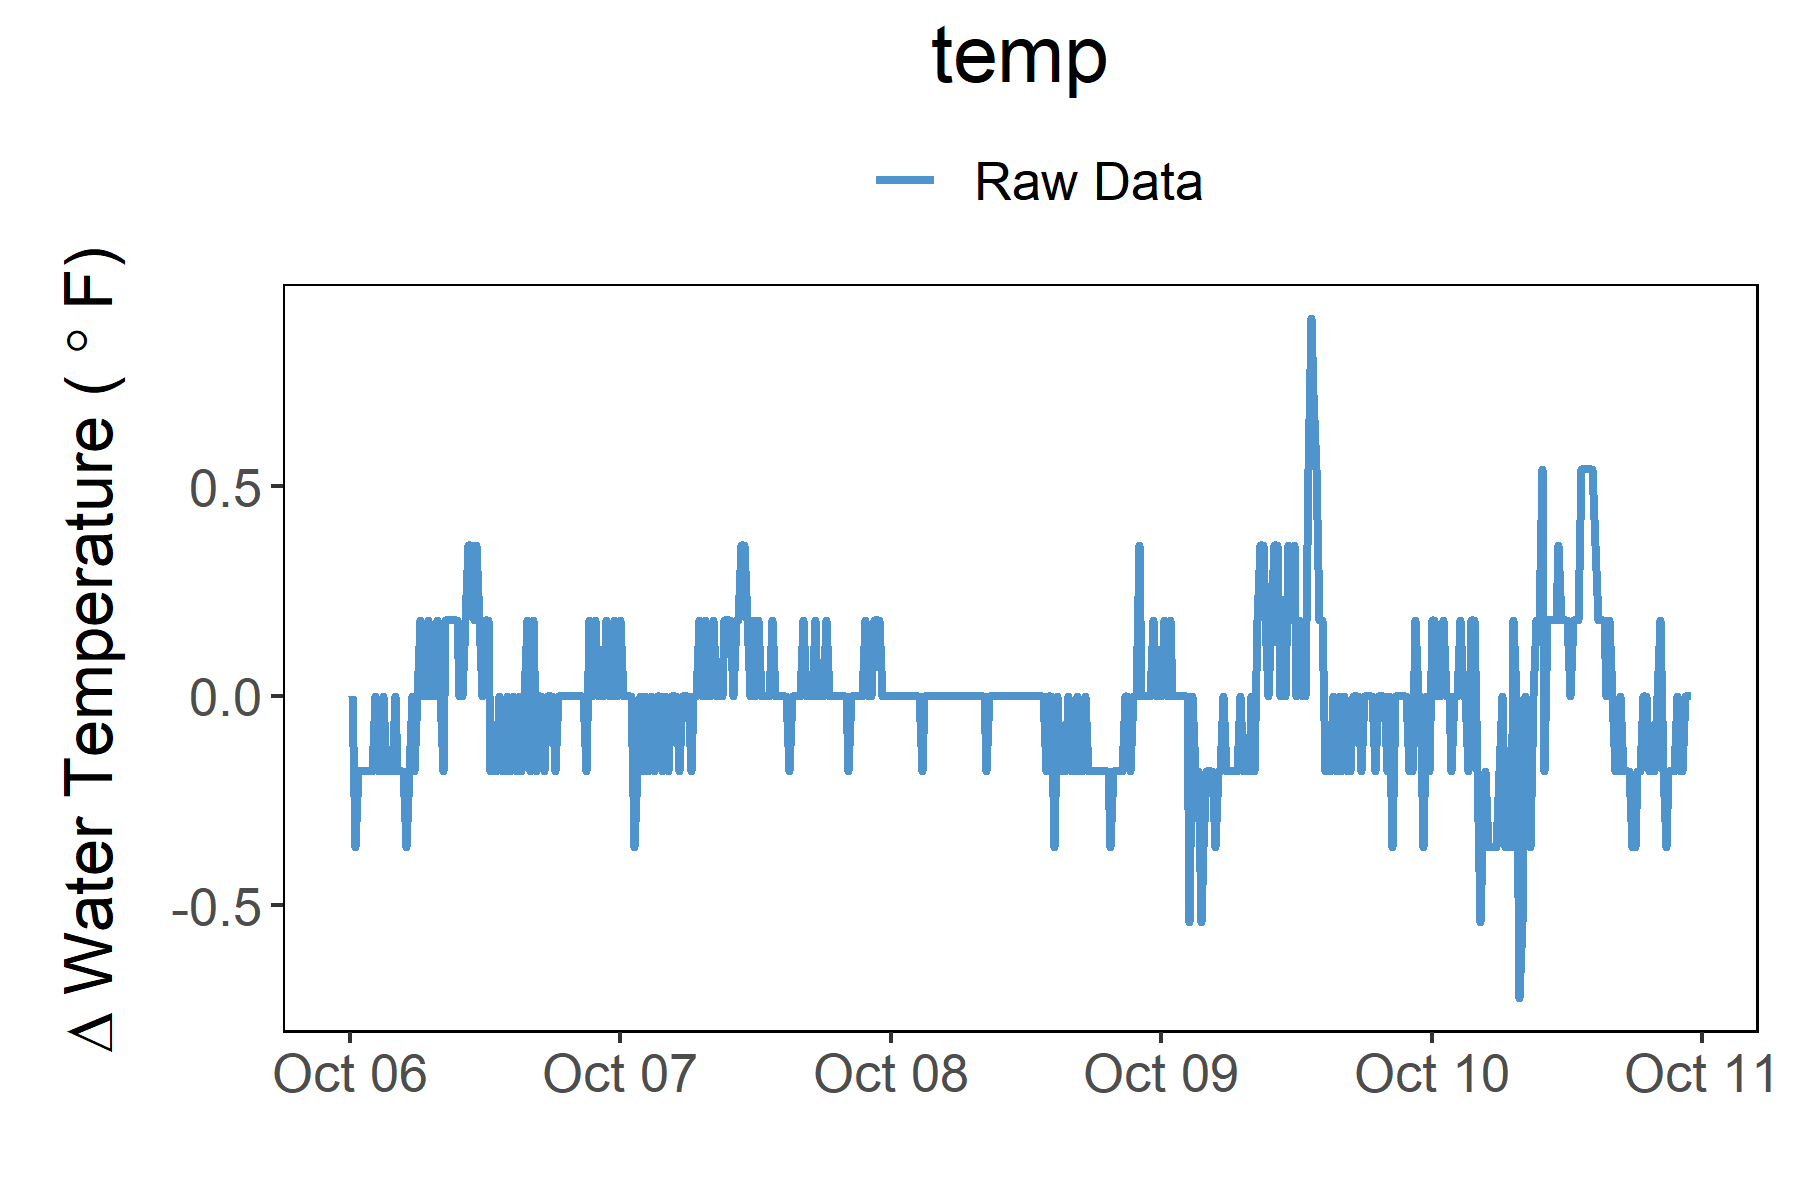 temp
Raw Data
Δ Water Temperature ( ° F)
0.5
0.0
-0.5
Oct 06
Oct 07
Oct 08
Oct 09
Oct 10
Oct 11